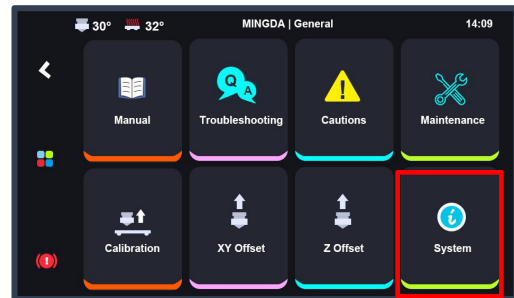 30° 32° MINGDA | General 14:09
Manual Troubleshooting Cautions Maintenance
Calibration XY Offset Z Offset System